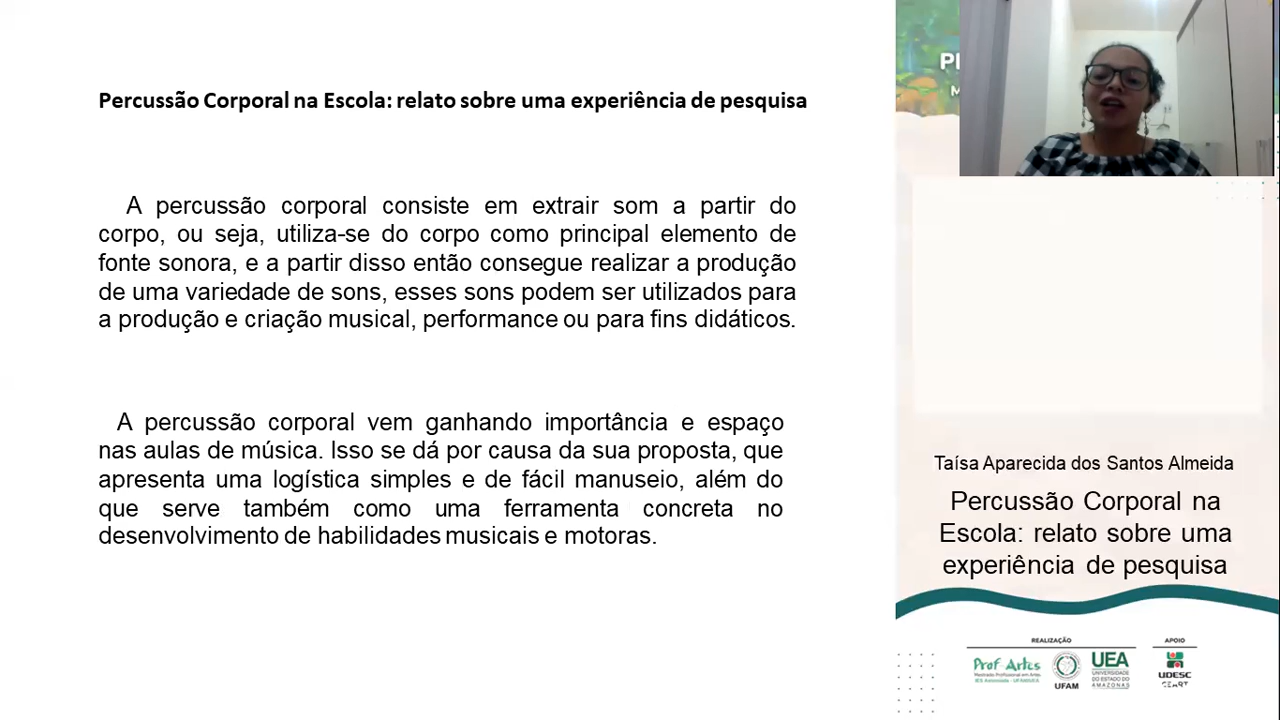 Percussão Corporal na Escola: relato sobre uma experiência de pesquisa
A percussão corporal consiste em extrair som a partir do
corpo, ou seja, utiliza-se do corpo como principal elemento de
fonte sonora, e a partir disso então consegue realizar a produção
de uma variedade de sons, esses sons podem ser utilizados para
a produção e criação musical, performance ou para fins didáticos.
A percussão corporal vem ganhando importância e espaço
nas aulas de música. Isso se dá por causa da sua proposta, que
apresenta uma logística simples e de fácil manuseio, além do
que serve também como uma ferramenta concreta no
desenvolvimento de habilidades musicais e motoras.
Taísa Aparecida dos Santos Almeida
Percussão Corporal na
Escola: relato sobre uma
experiência de pesquisa
REALIZAÇÃO
APOIO
Prof-Artes
Mestrado Profissional em Artes
UFAM
UEA
UNIVERSIDADE
DO ESTADO DO
AMAZONAS
UDESC
CEART